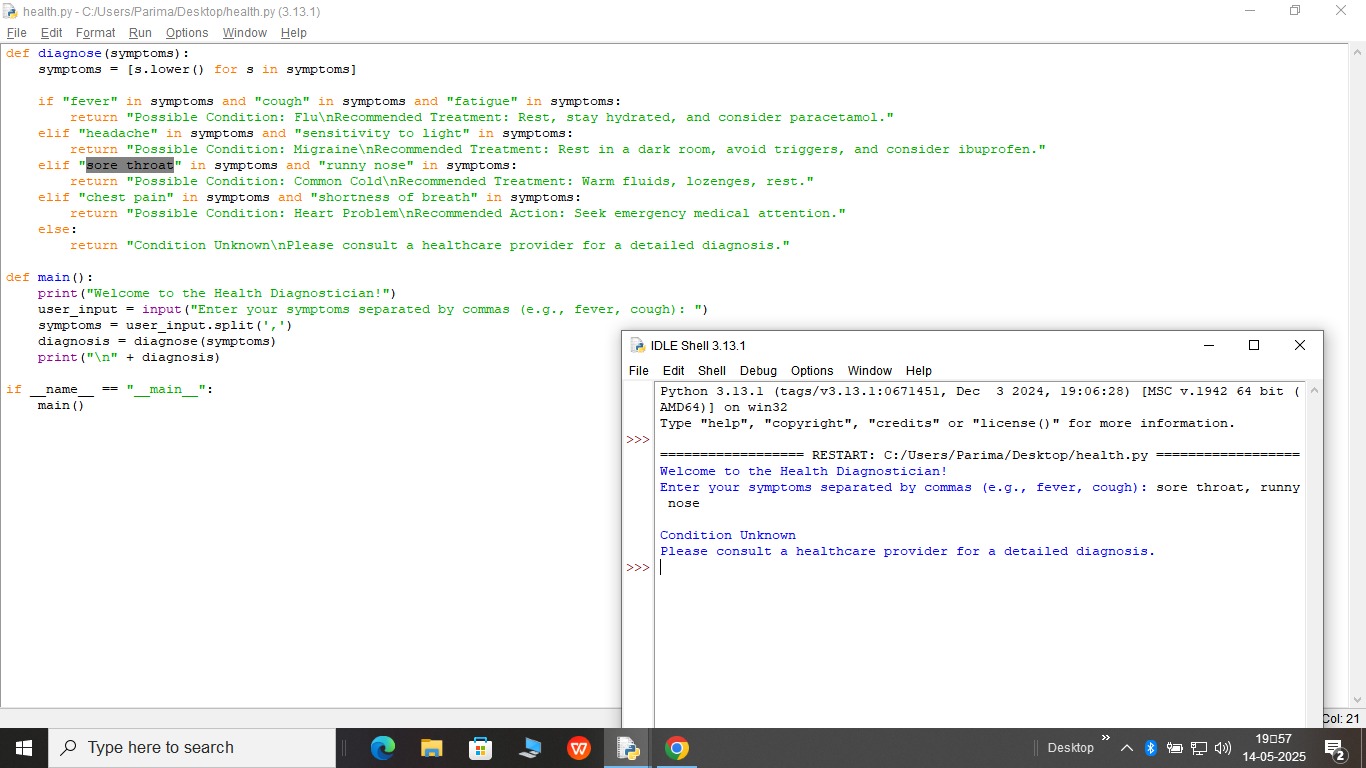 health.py - C:/Users/Parima/Desktop/health.py (3.13.1)
File Edit Format Run Options Window Help
def diagnose(symptoms):
    symptoms = [s.lower() for s in symptoms]
    if "fever" in symptoms and "cough" in symptoms and "fatigue" in symptoms:
        return "Possible Condition: Flu\nRecommended Treatment: Rest, stay hydrated, and consider paracetamol."
    elif "headache" in symptoms and "sensitivity to light" in symptoms:
        return "Possible Condition: Migraine\nRecommended Treatment: Rest in a dark room, avoid triggers, and consider ibuprofen."
    elif "sore throat" in symptoms and "runny nose" in symptoms:
        return "Possible Condition: Common Cold\nRecommended Treatment: Warm fluids, lozenges, rest."
    elif "chest pain" in symptoms and "shortness of breath" in symptoms:
        return "Possible Condition: Heart Problem\nRecommended Action: Seek emergency medical attention."
    else:
        return "Condition Unknown\nPlease consult a healthcare provider for a detailed diagnosis."
def main():
    print("Welcome to the Health Diagnostician!")
    user_input = input("Enter your symptoms separated by commas (e.g., fever, cough): ")
    symptoms = user_input.split(',')
    diagnosis = diagnose(symptoms)
    print("\n" + diagnosis)
if __name__ == "__main__":
    main()
IDLE Shell 3.13.1
File Edit Shell Debug Options Window Help
Python 3.13.1 (tags/v3.13.1:0671451, Dec  3 2024, 19:06:28) [MSC v.1942 64 bit (
AMD64)] on win32
Type "help", "copyright", "credits" or "license()" for more information.
>>>
================== RESTART: C:/Users/Parima/Desktop/health.py ==================
Welcome to the Health Diagnostician!
Enter your symptoms separated by commas (e.g., fever, cough): sore throat, runny
 nose
Condition Unknown
Please consult a healthcare provider for a detailed diagnosis.
>>>
Col: 21
Type here to search
W
Desktop
19▯57
14-05-2025
2